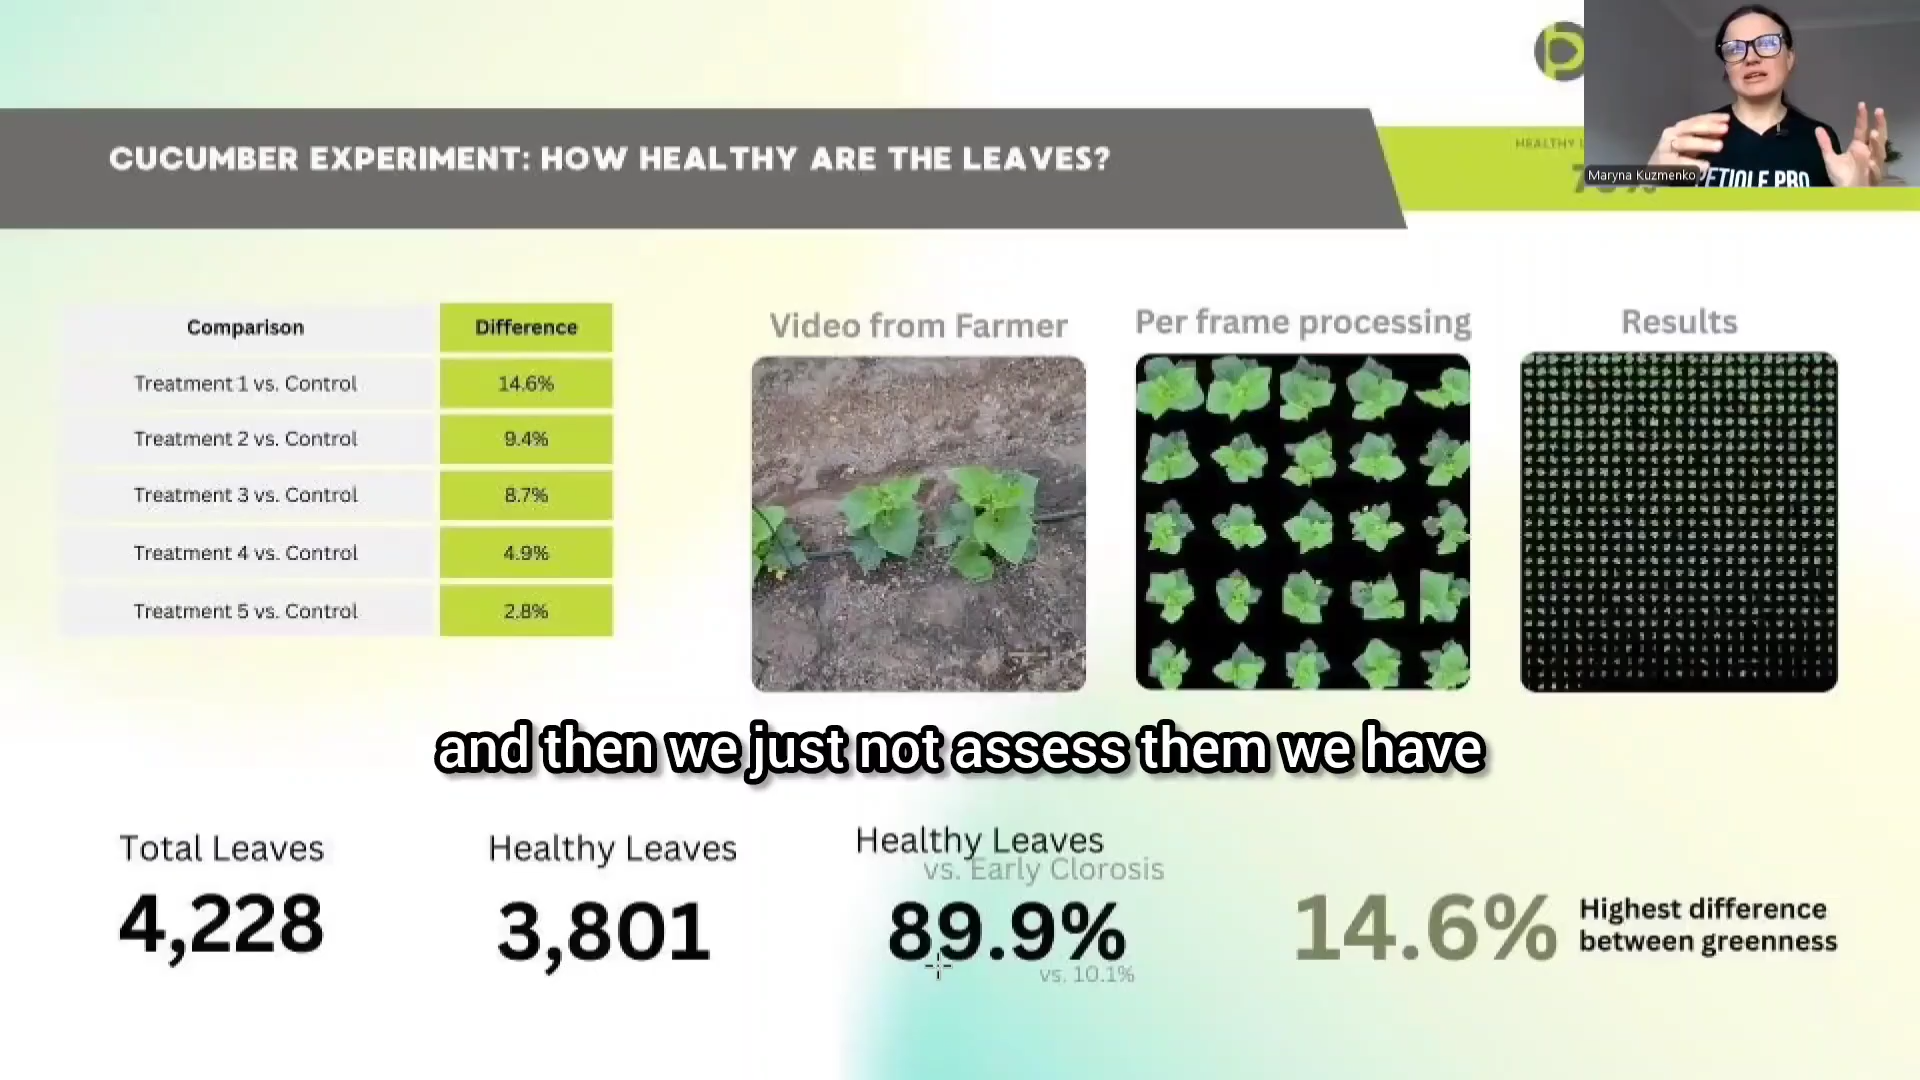 CUCUMBER EXPERIMENT: HOW HEALTHY ARE THE LEAVES?
HEALTHY
Maryna Kuzmenko
PETIOLE PRO
Comparison Difference
Treatment 1 vs. Control 14.6%
Treatment 2 vs. Control 9.4%
Treatment 3 vs. Control 8.7%
Treatment 4 vs. Control 4.9%
Treatment 5 vs. Control 2.8%
Video from Farmer
Per frame processing
Results
and then we just not assess them we have
Total Leaves
4,228
Healthy Leaves
3,801
Healthy Leaves
vs. Early Clorosis
89.9%
vs. 10.1%
14.6%
Highest difference
between greenness